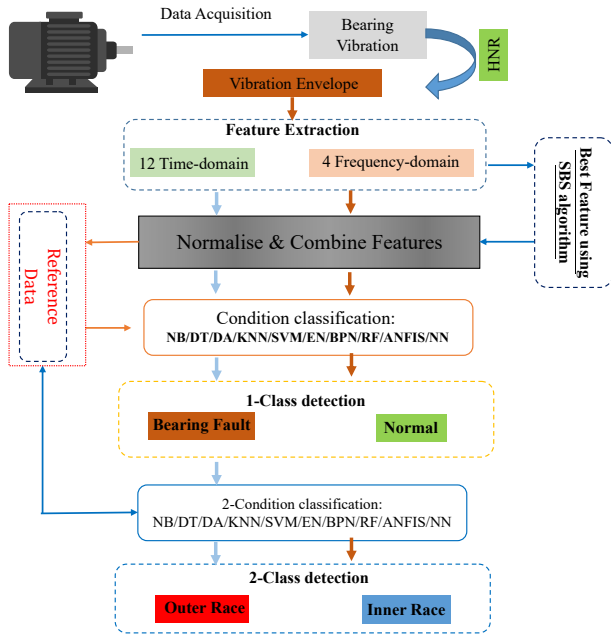 Data Acquisition
Bearing
Vibration
HNR
Vibration Envelope
Feature Extraction
12 Time-domain
4 Frequency-domain
Best Feature using
SBS algorithm
Normalise & Combine Features
Reference
Data
Condition classification:
NB/DT/DA/KNN/SVM/EN/BPN/RF/ANFIS/NN
1-Class detection
Bearing Fault
Normal
2-Condition classification:
NB/DT/DA/KNN/SVM/EN/BPN/RF/ANFIS/NN
2-Class detection
Outer Race
Inner Race